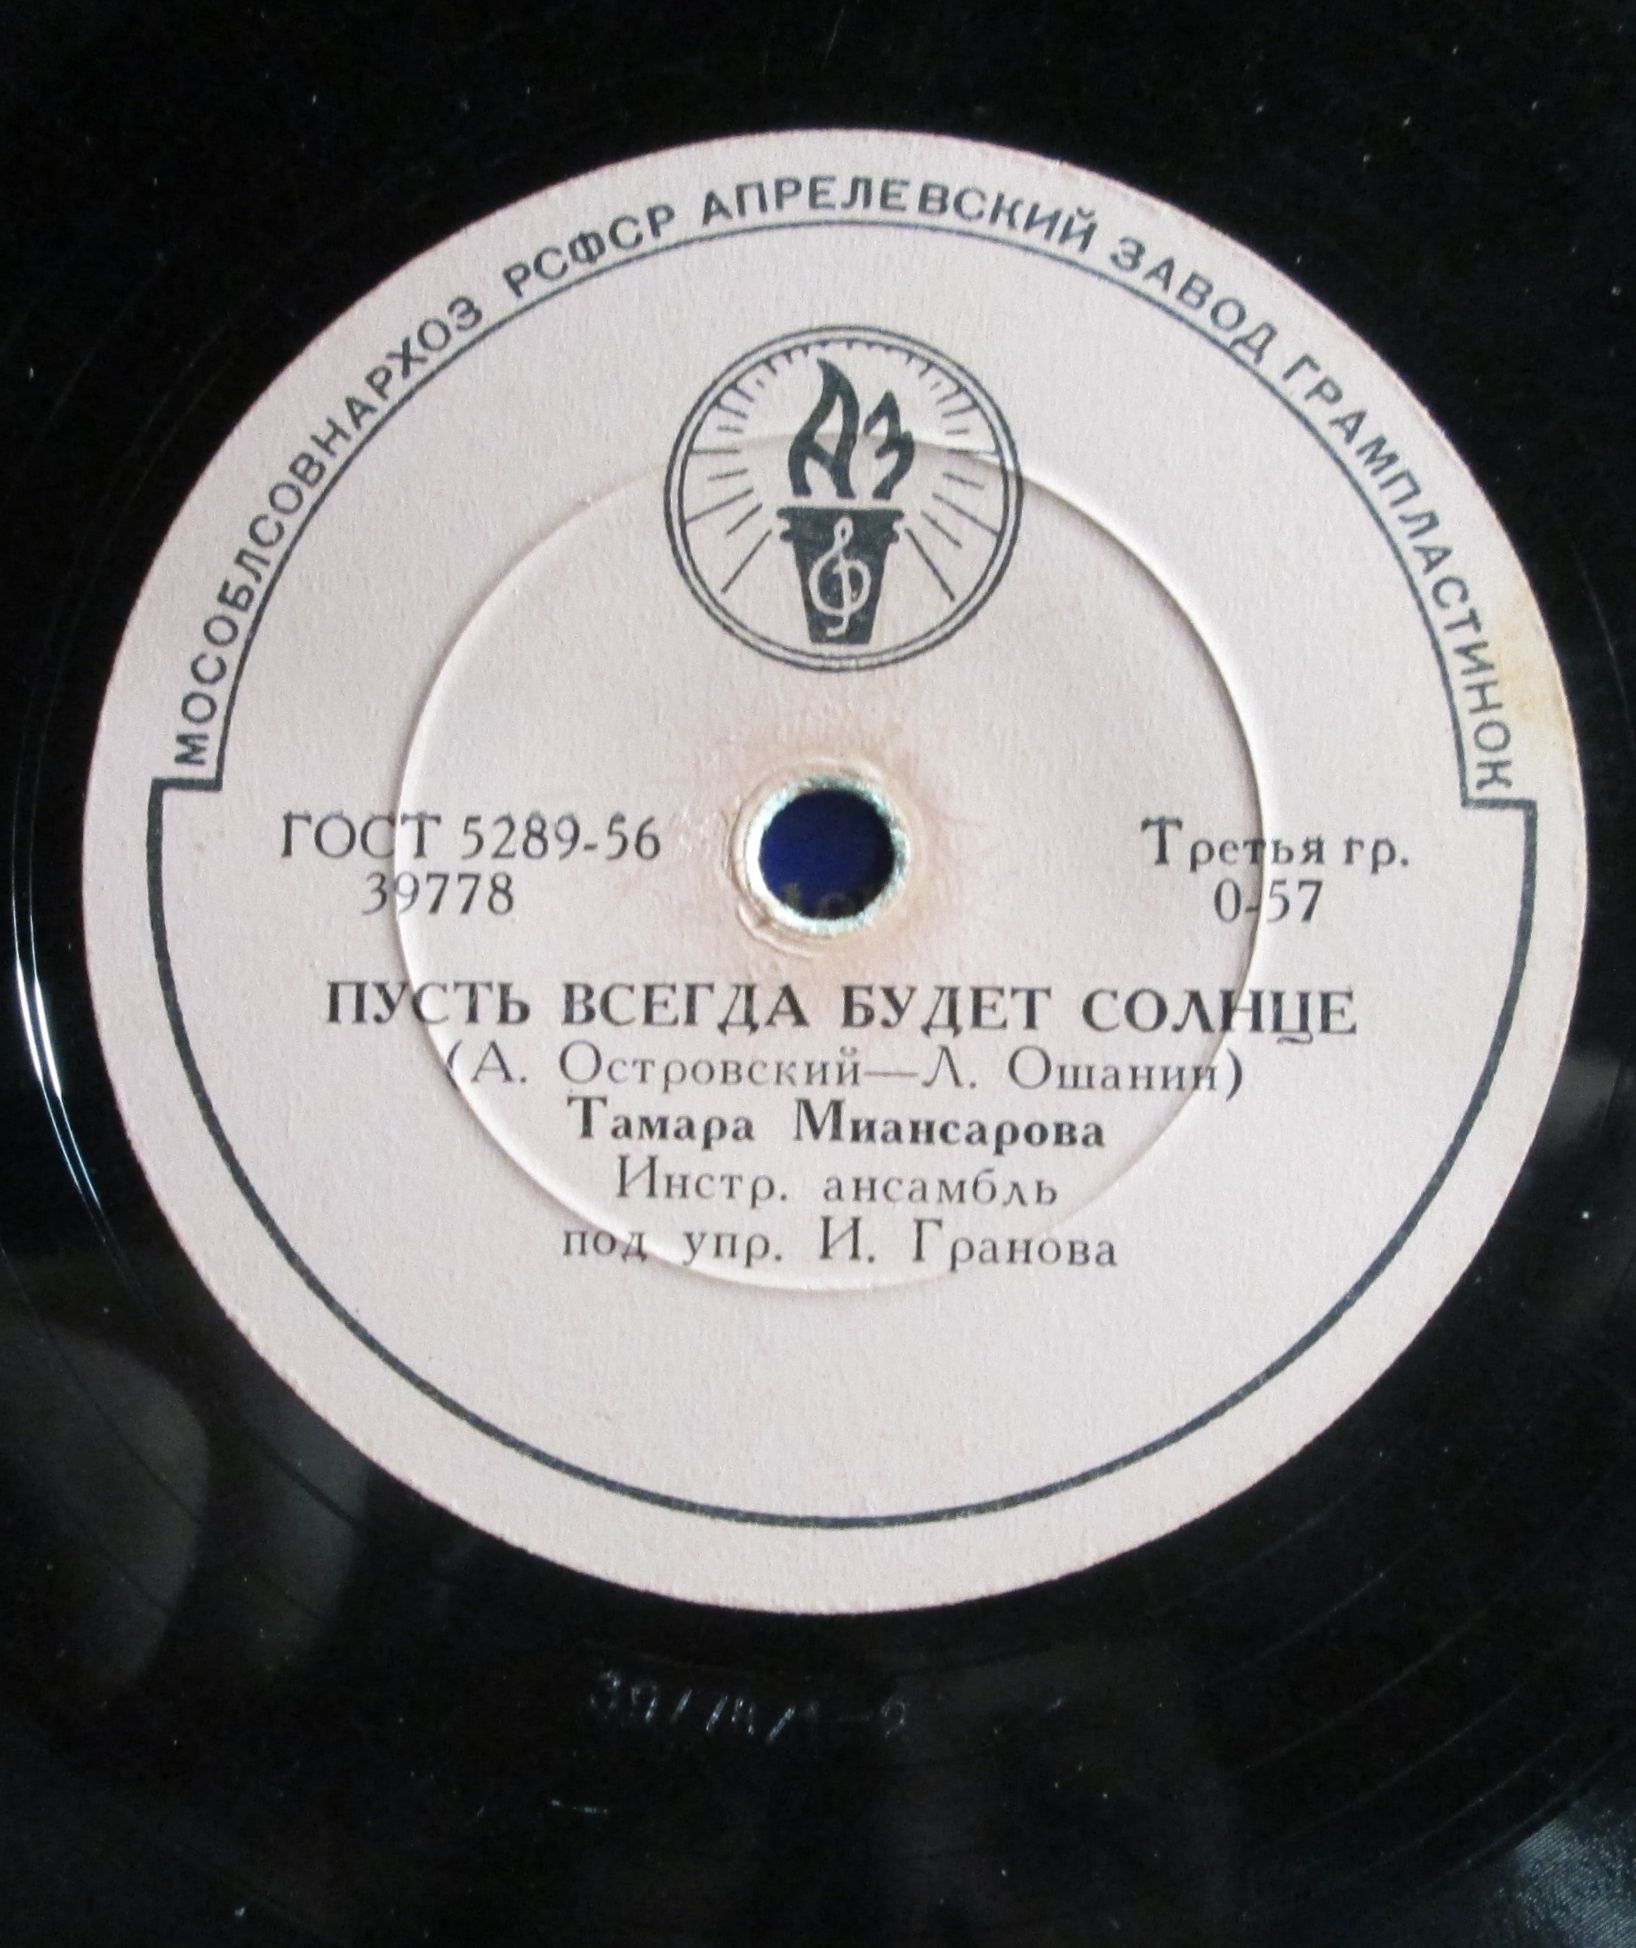 МОСОБЛСОВНАРХОЗ РСФСР АПРЕЛЕВСКИЙ ЗАВОД ГРАМПЛАСТИНОК
АЗ
ГОСТ 5289-56
39778
Третья гр.
0-57
ПУСТЬ ВСЕГДА БУДЕТ СОЛНЦЕ
(А. Островский—Л. Ошанин)
Тамара Миансарова
Инстр. ансамбль
под упр. И. Гранова